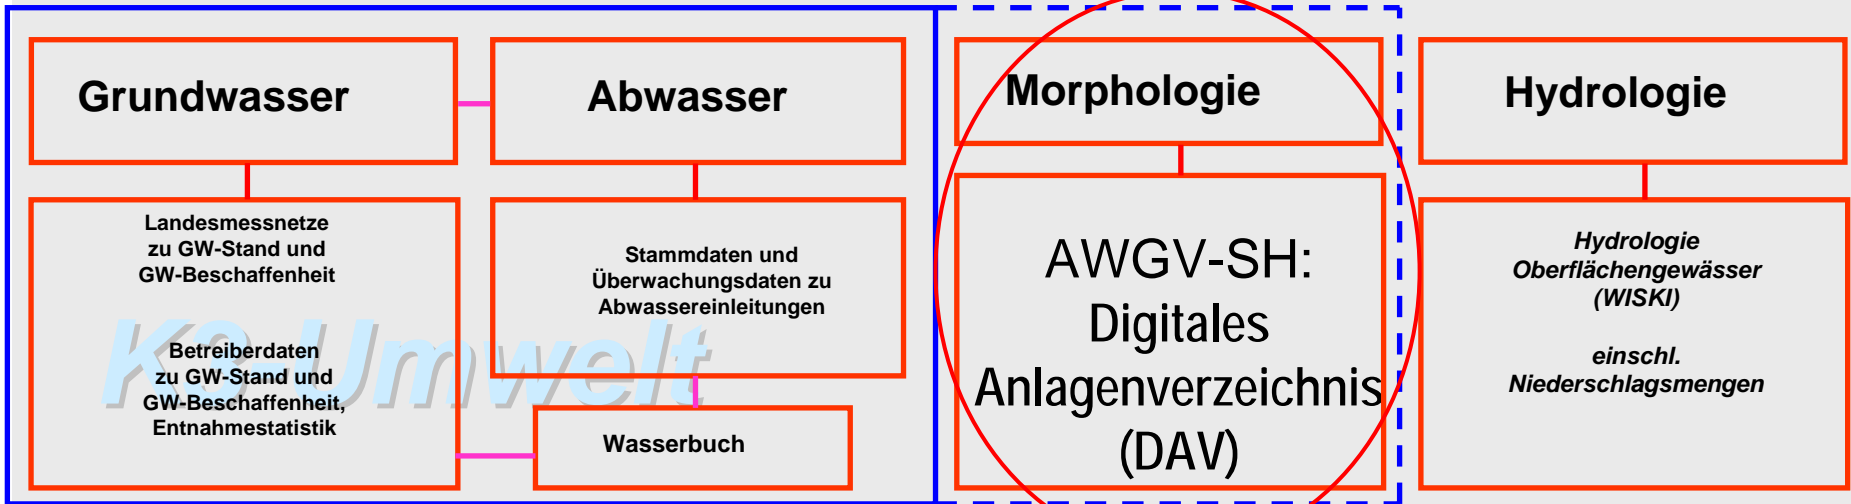 Grundwasser
Abwasser
Morphologie
Hydrologie
Landesmessnetze
zu GW-Stand und
GW-Beschaffenheit
Betreiberdaten
zu GW-Stand und
GW-Beschaffenheit,
Entnahmestatistik
K3-Umwelt
Stammdaten und
Überwachungsdaten zu
Abwassereinleitungen
Wasserbuch
AWGV-SH:
Digitales
Anlagenverzeichnis
(DAV)
Hydrologie
Oberflächengewässer
(WISKI)
einschl.
Niederschlagsmengen